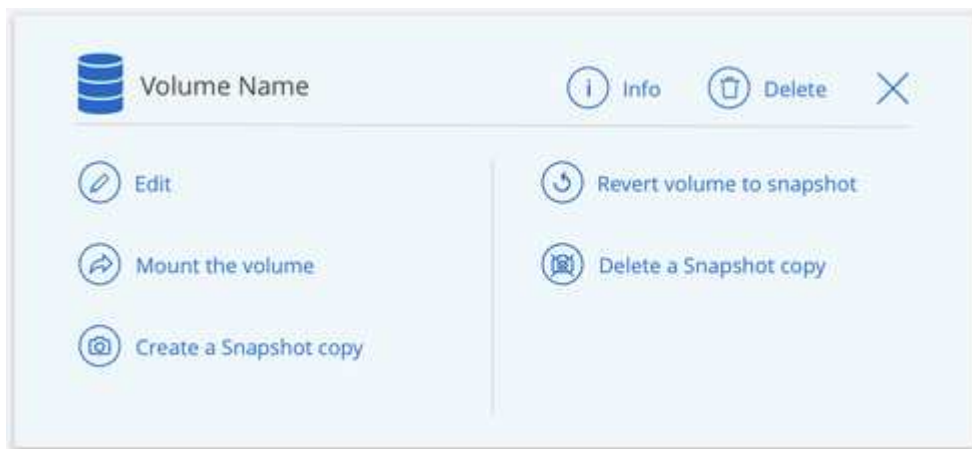 Volume Name
Info
Delete
Edit
Mount the volume
Create a Snapshot copy
Revert volume to snapshot
Delete a Snapshot copy